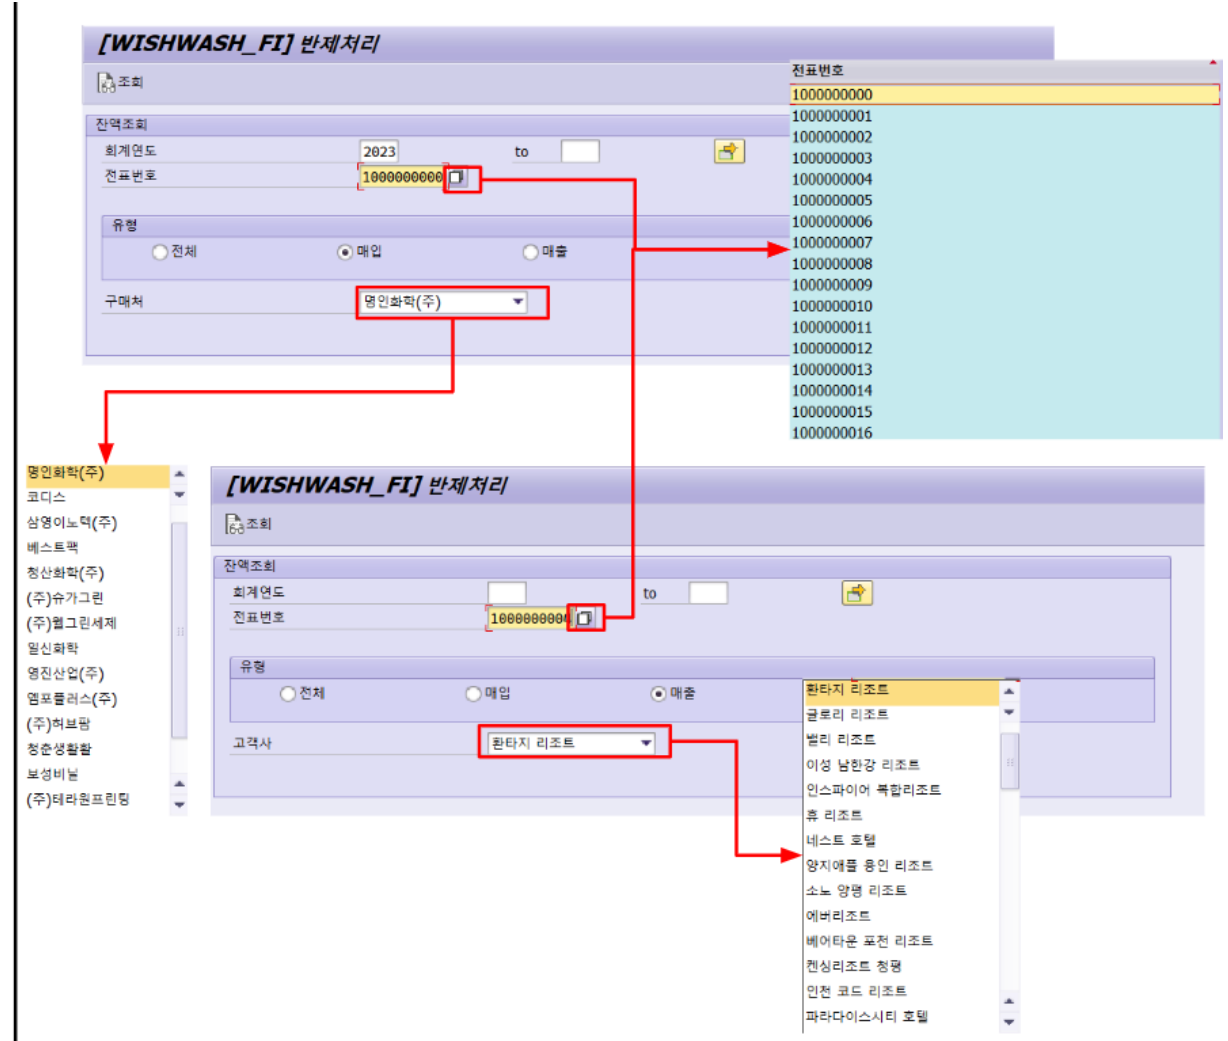 [WISHWASH_FI] 반제처리
조회
잔액조회
회계연도 2023 to
전표번호 1000000000
유형
전체 매입 매출
구매처 명인화학(주)
전표번호
1000000000
1000000001
1000000002
1000000003
1000000004
1000000005
1000000006
1000000007
1000000008
1000000009
1000000010
1000000011
1000000012
1000000013
1000000014
1000000015
1000000016
명인화학(주)
코디스
삼영이노텍(주)
베스트팩
청산화학(주)
(주)슈가그린
(주)월그린세제
일신화학
영진산업(주)
엠포플러스(주)
(주)허브팜
청춘생활활
보성비닐
(주)테라원프린팅
[WISHWASH_FI] 반제처리
조회
잔액조회
회계연도 to
전표번호
유형
전체 매입 매출
고객사 환타지 리조트
환타지 리조트
글로리 리조트
밸리 리조트
이성 남한강 리조트
인스파이어 복합리조트
휴 리조트
네스트 호텔
양지애플 용인 리조트
소노 양평 리조트
에버리조트
베어타운 포천 리조트
켄싱리조트 청평
인천 코드 리조트
파라다이스시티 호텔